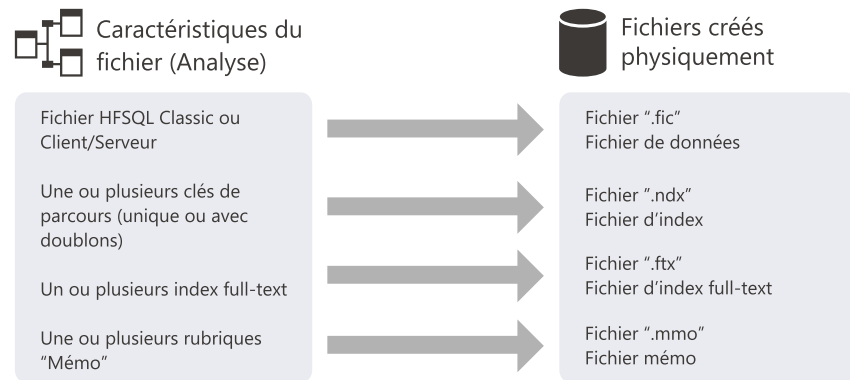 Caractéristiques du
fichier (Analyse)
Fichiers créés
physiquement
Fichier HFSQL Classic ou
Client/Serveur
Fichier “.fic”
Fichier de données
Une ou plusieurs clés de
parcours (unique ou avec
doublons)
Fichier “.ndx”
Fichier d’index
Un ou plusieurs index full-text
Fichier “.ftx”
Fichier d’index full-text
Une ou plusieurs rubriques
“Mémo”
Fichier “.mmo”
Fichier mémo